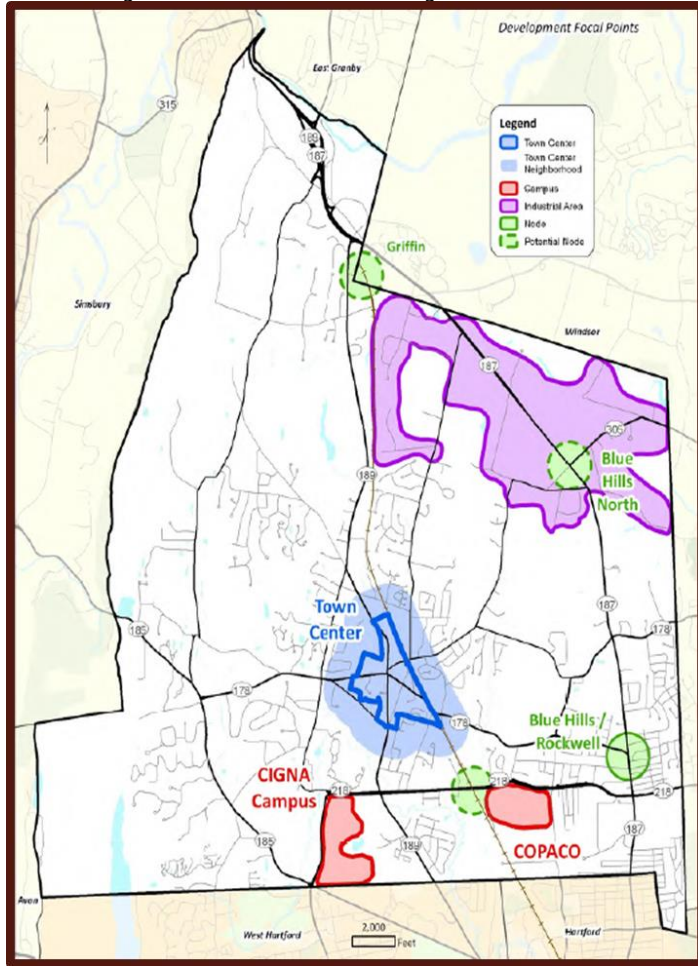 Development Focal Points
East Granby
315
189
187
Legend
Town Center
Town Center
Neighborhood
Campus
Industrial Area
Node
Potential Node
Griffin
Simsbury
Windsor
187
305
Blue
Hills
North
189
187
Town
Center
185
178
178
178
Blue Hills /
Rockwell
CIGNA
Campus
218
218
218
185
189
187
COPACO
Avon
West Hartford
2,000
Feet
Hartford